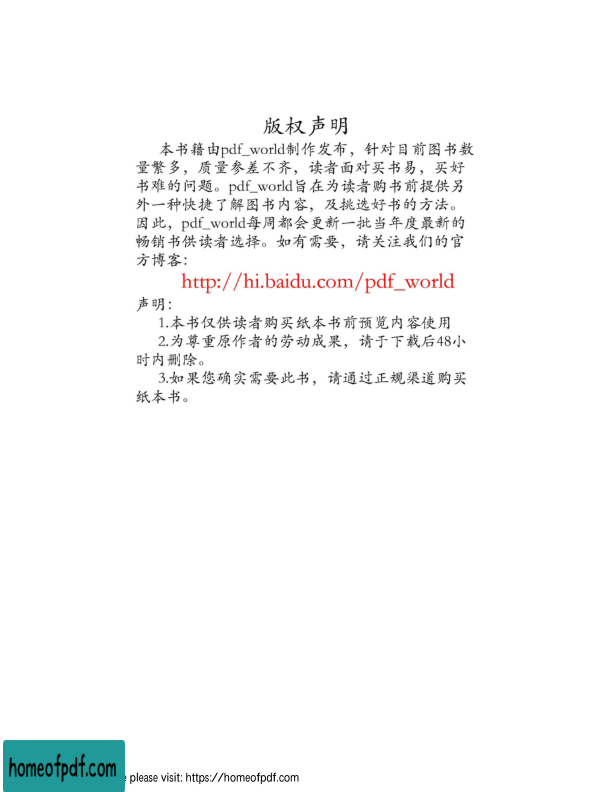 版权声明
本书籍由pdf_world制作发布，针对目前图书数
量繁多，质量参差不齐，读者面对买书易，买好
书难的问题。pdf_world旨在为读者购书前提供另
外一种快捷了解图书内容，及挑选好书的方法。
因此，pdf_world每周都会更新一批当年度最新的
畅销书供读者选择。如有需要，请关注我们的官
方博客：
http://hi.baidu.com/pdf_world
声明：
1.本书仅供读者购买纸本书前预览内容使用
2.为尊重原作者的劳动成果，请于下载后48小
时内删除。
3.如果您确实需要此书，请通过正规渠道购买
纸本书。
homeofpdf.com
please visit: https://homeofpdf.com